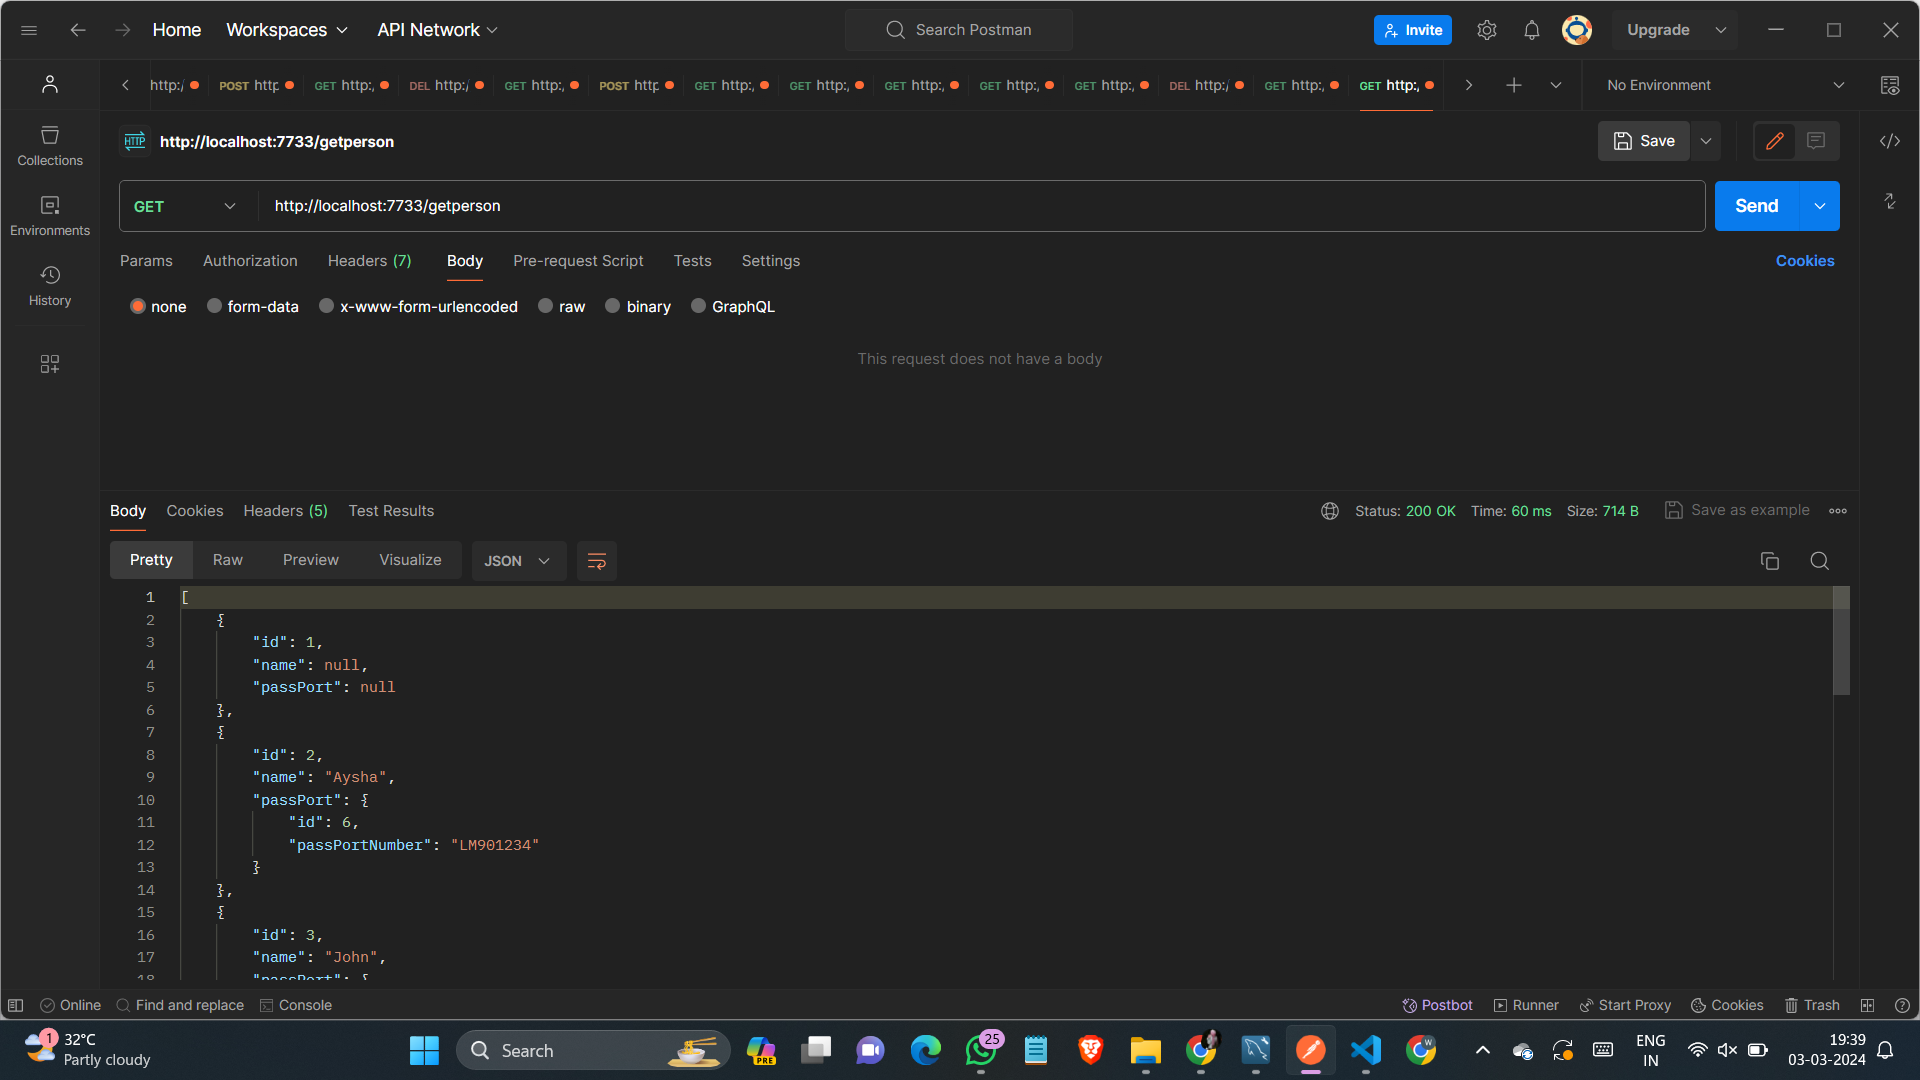 Home Workspaces API Network Search Postman Invite Upgrade
http:/ POST http GET http:, DEL http:/ GET http:, POST http GET http:, GET http:, GET http:, GET http:, GET http:, DEL http:/ GET http:, GET http:, No Environment
HTTP http://localhost:7733/getperson Save
Collections
Environments
History
GET http://localhost:7733/getperson Send
Params Authorization Headers (7) Body Pre-request Script Tests Settings Cookies
none form-data x-www-form-urlencoded raw binary GraphQL
This request does not have a body
Body Cookies Headers (5) Test Results Status: 200 OK Time: 60 ms Size: 714 B Save as example
Pretty Raw Preview Visualize JSON
1 [
2 {
3 "id": 1,
4 "name": null,
5 "passPort": null
6 },
7 {
8 "id": 2,
9 "name": "Aysha",
10 "passPort": {
11 "id": 6,
12 "passPortNumber": "LM901234"
13 }
14 },
15 {
16 "id": 3,
17 "name": "John",
18 "passPort": {
Online Find and replace Console Postbot Runner Start Proxy Cookies Trash
1 32°C
Partly cloudy
Search PRE 25 W
ENG
IN
19:39
03-03-2024